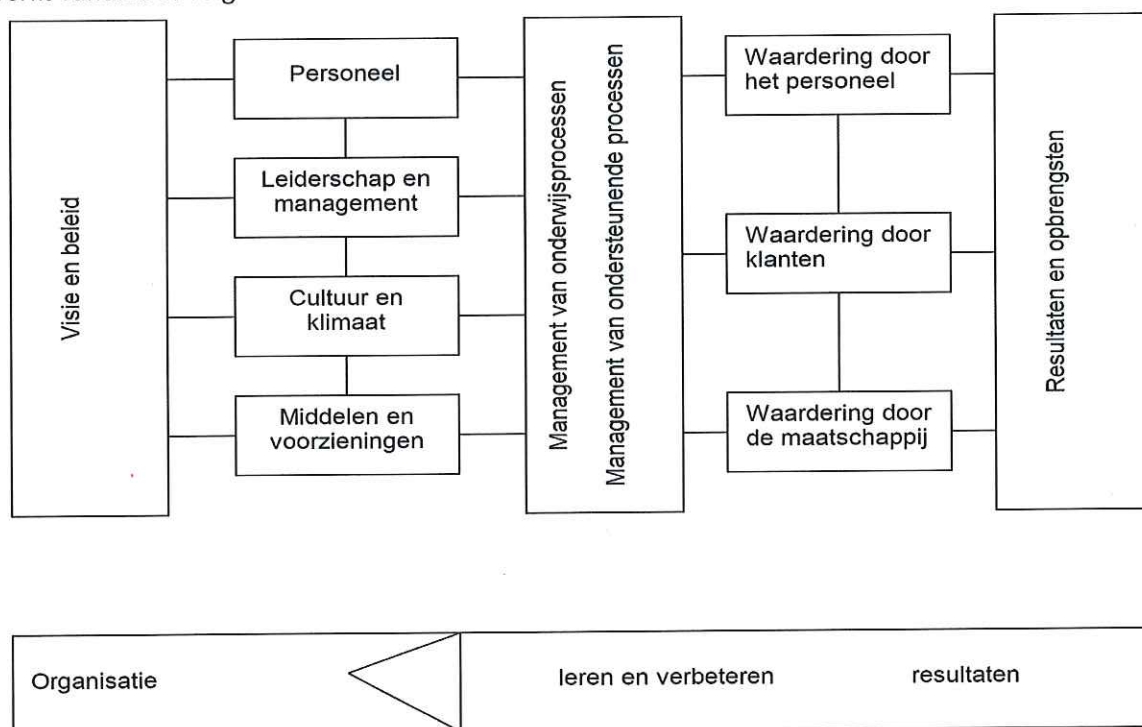 Visie en beleid
Personeel
Leiderschap en
management
Cultuur en
klimaat
Middelen en
voorzieningen
Management van onderwijsprocessen
Management van ondersteunende processen
Waardering door
het personeel
Waardering door
klanten
Waardering door
de maatschappij
Resultaten en opbrengsten
Organisatie
leren en verbeteren
resultaten